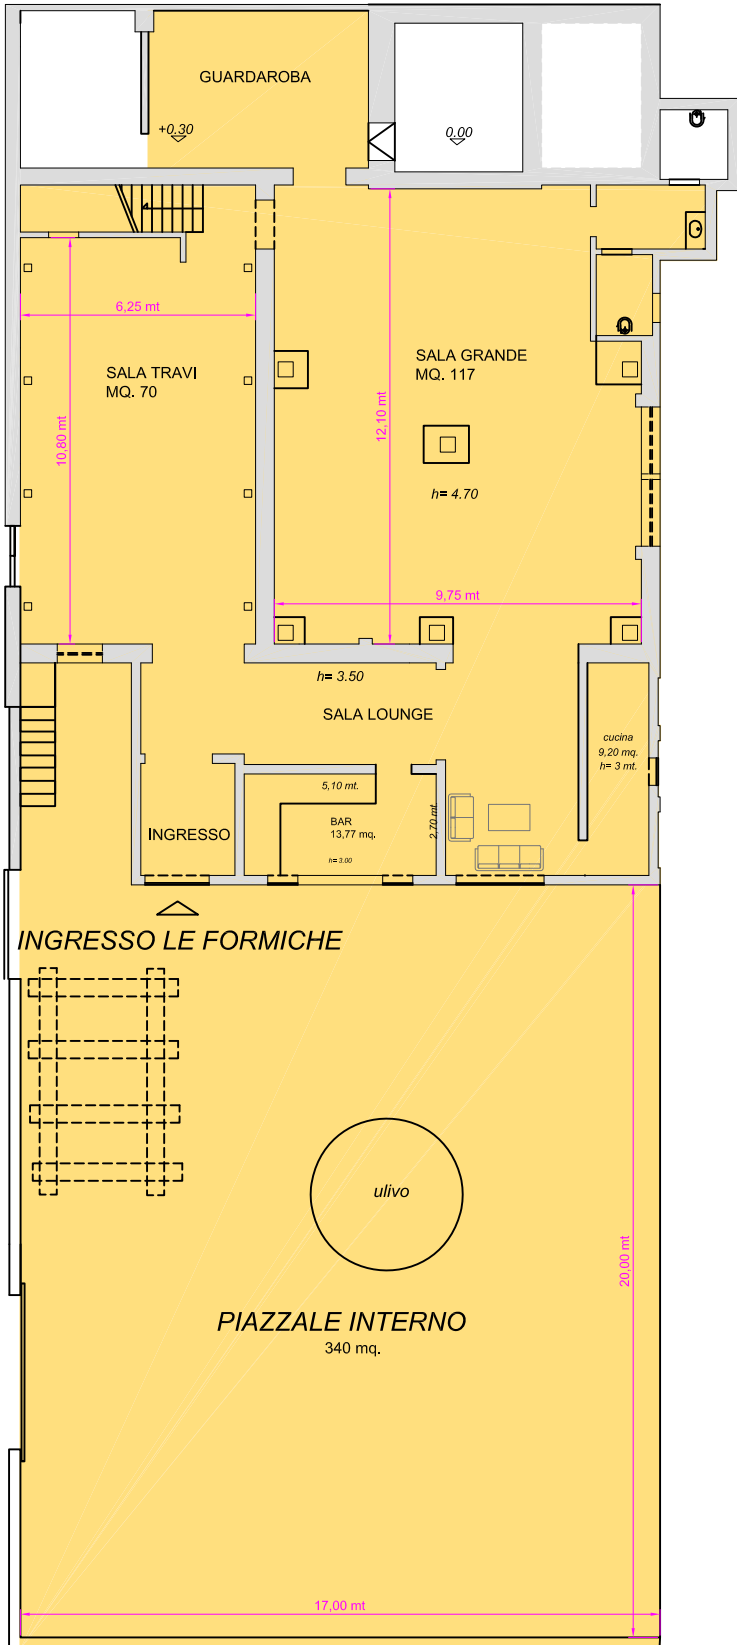 GUARDAROBA
+0.30
0.00
6,25 mt
SALA TRAVI
MQ. 70
10,80 mt
SALA GRANDE
MQ. 117
12,10 mt
h= 4.70
9,75 mt
h= 3.50
SALA LOUNGE
cucina
9,20 mq.
h= 3 mt.
5,10 mt.
BAR
13,77 mq.
2,70 mt.
h= 3.00
INGRESSO
INGRESSO LE FORMICHE
ulivo
20,00 mt
PIAZZALE INTERNO
340 mq.
17,00 mt